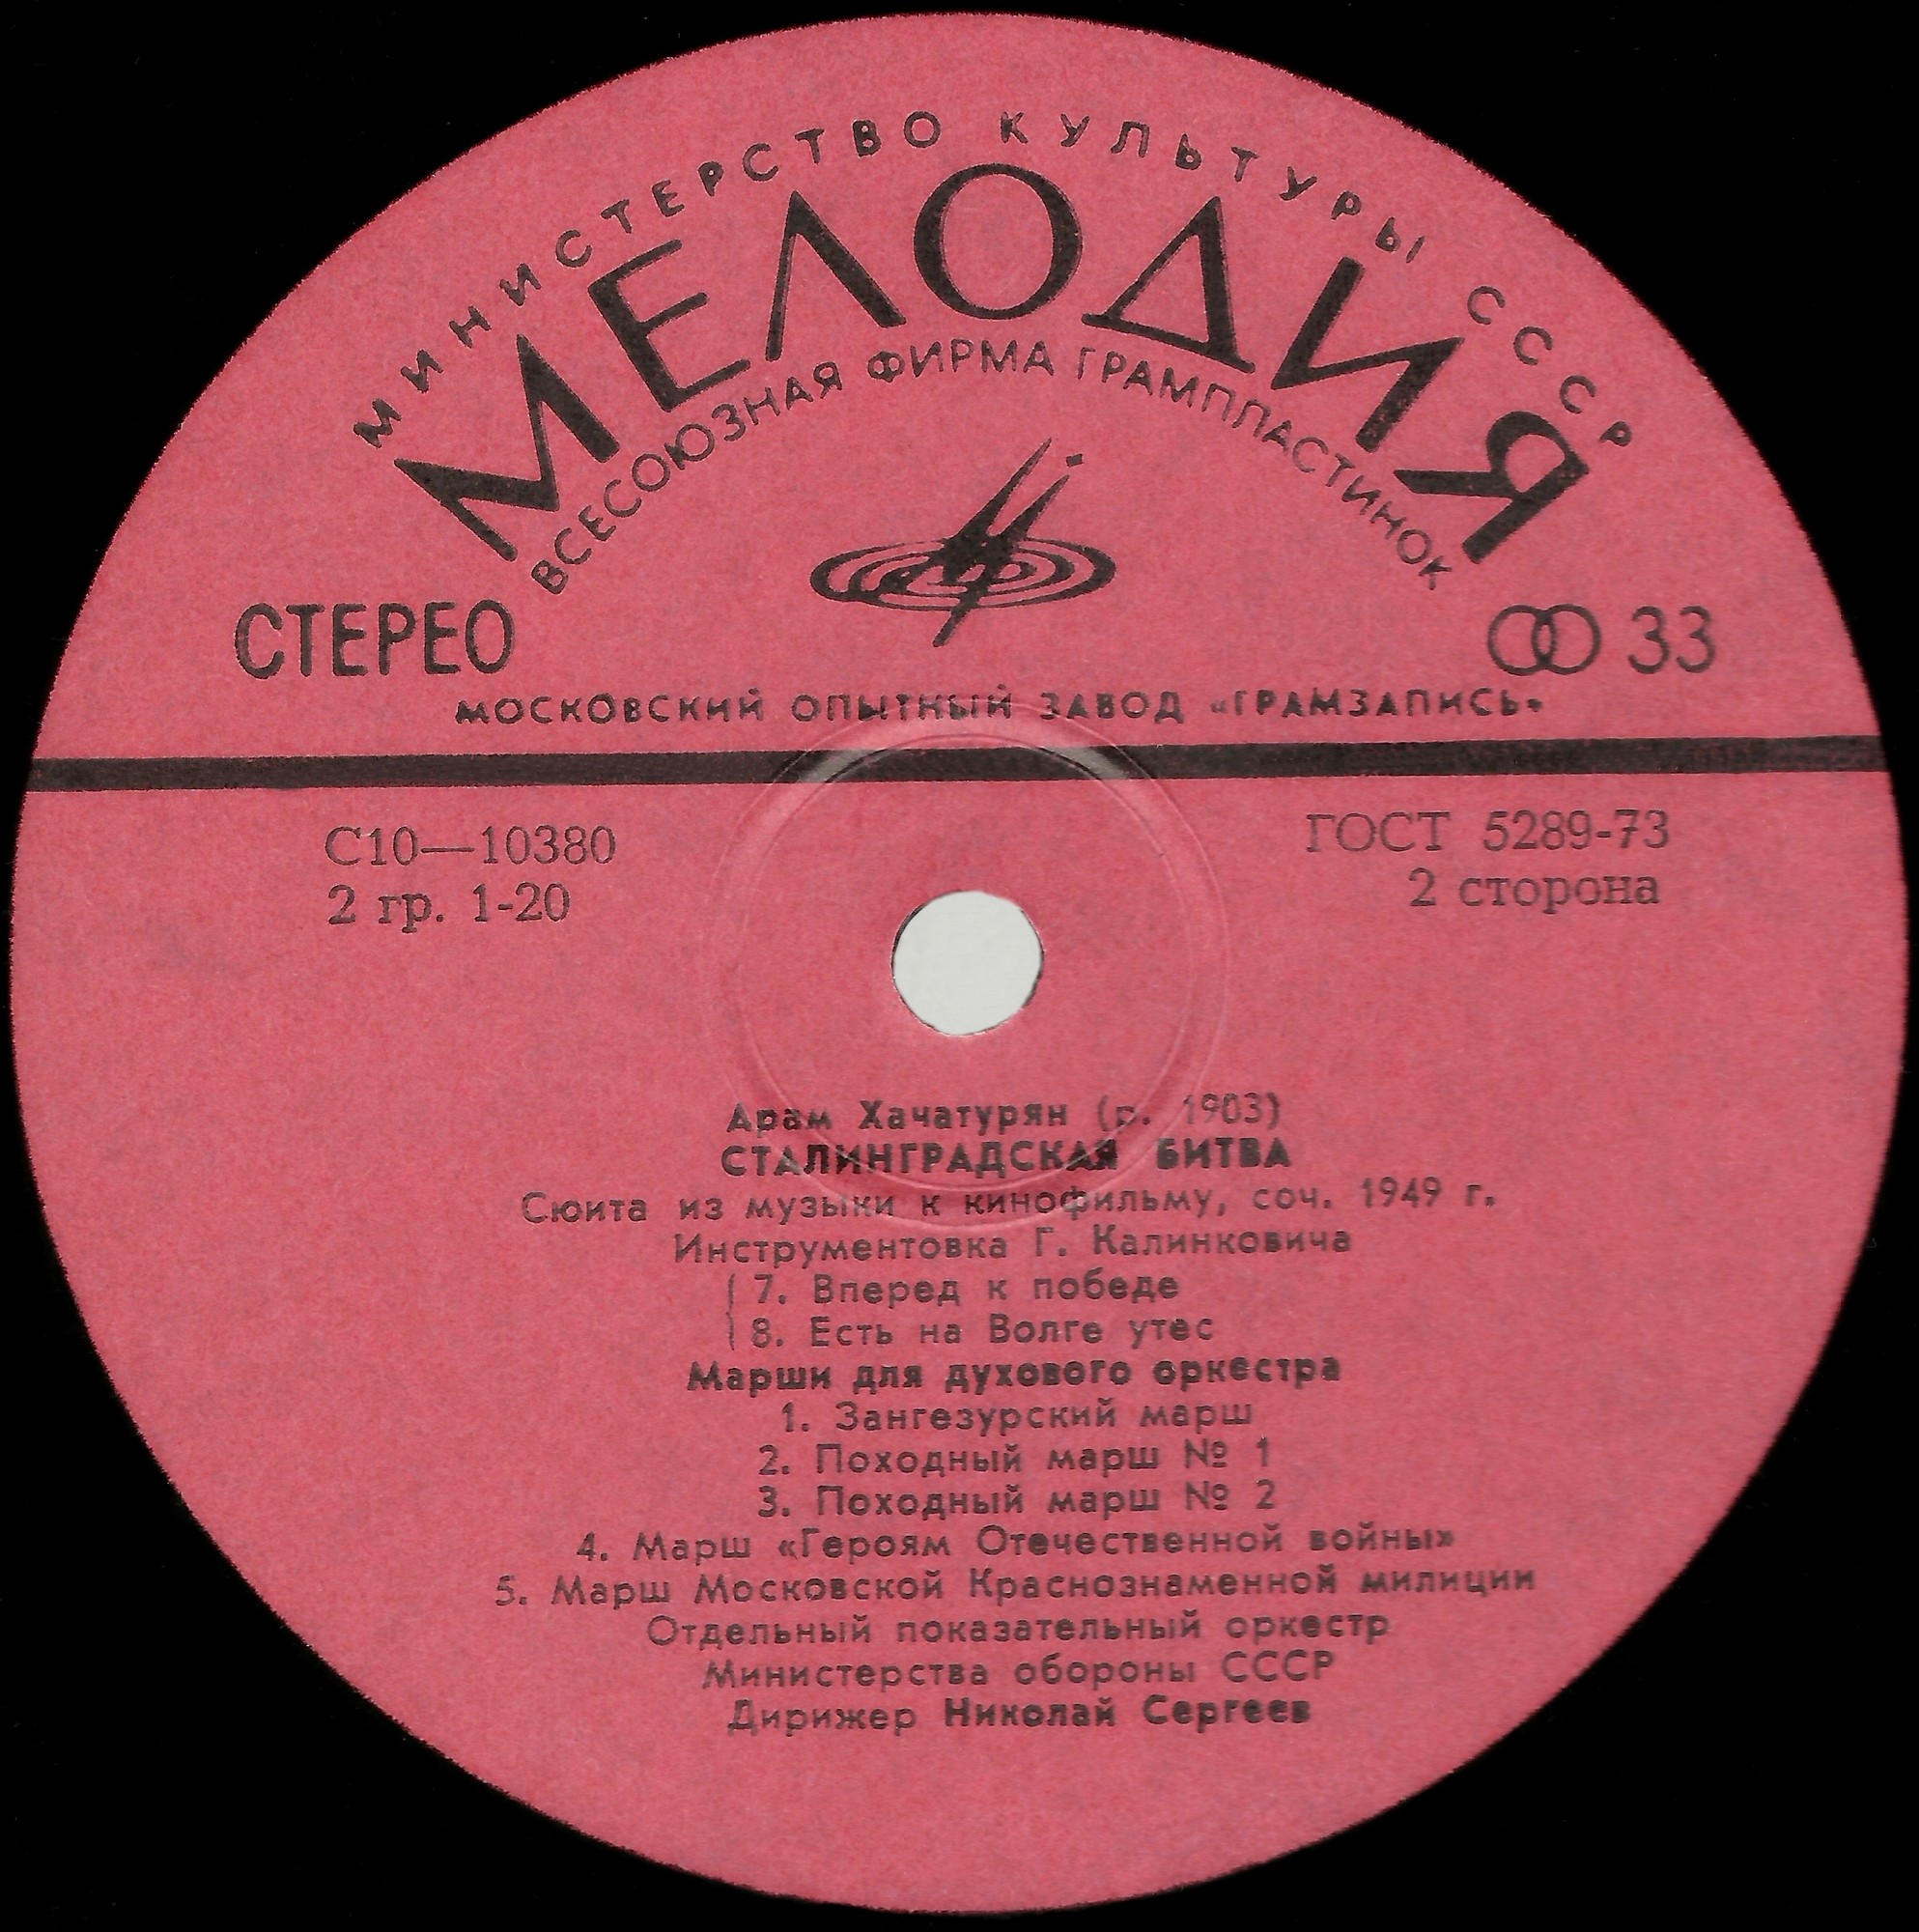 МИНИСТЕРСТВО КУЛЬТУРЫ СССР
МЕЛОДИЯ
ВСЕСОЮЗНАЯ ФИРМА ГРАМПЛАСТИНОК
СТЕРЕО
33
МОСКОВСКИЙ ОПЫТНЫЙ ЗАВОД «ГРАМЗАПИСЬ»
С10—10380
ГОСТ 5289-73
2 гр. 1-20
2 сторона
Арам Хачатурян (р. 1903)
СТАЛИНГРАДСКАЯ БИТВА
Сюита из музыки к кинофильму, соч. 1949 г.
Инструментовка Г. Калинковича
7. Вперед к победе
8. Есть на Волге утес
Марши для духового оркестра
1. Зангезурский марш
2. Походный марш № 1
3. Походный марш № 2
4. Марш «Героям Отечественной войны»
5. Марш Московской Краснознаменной милиции
Отдельный показательный оркестр
Министерства обороны СССР
Дирижер Николай Сергеев